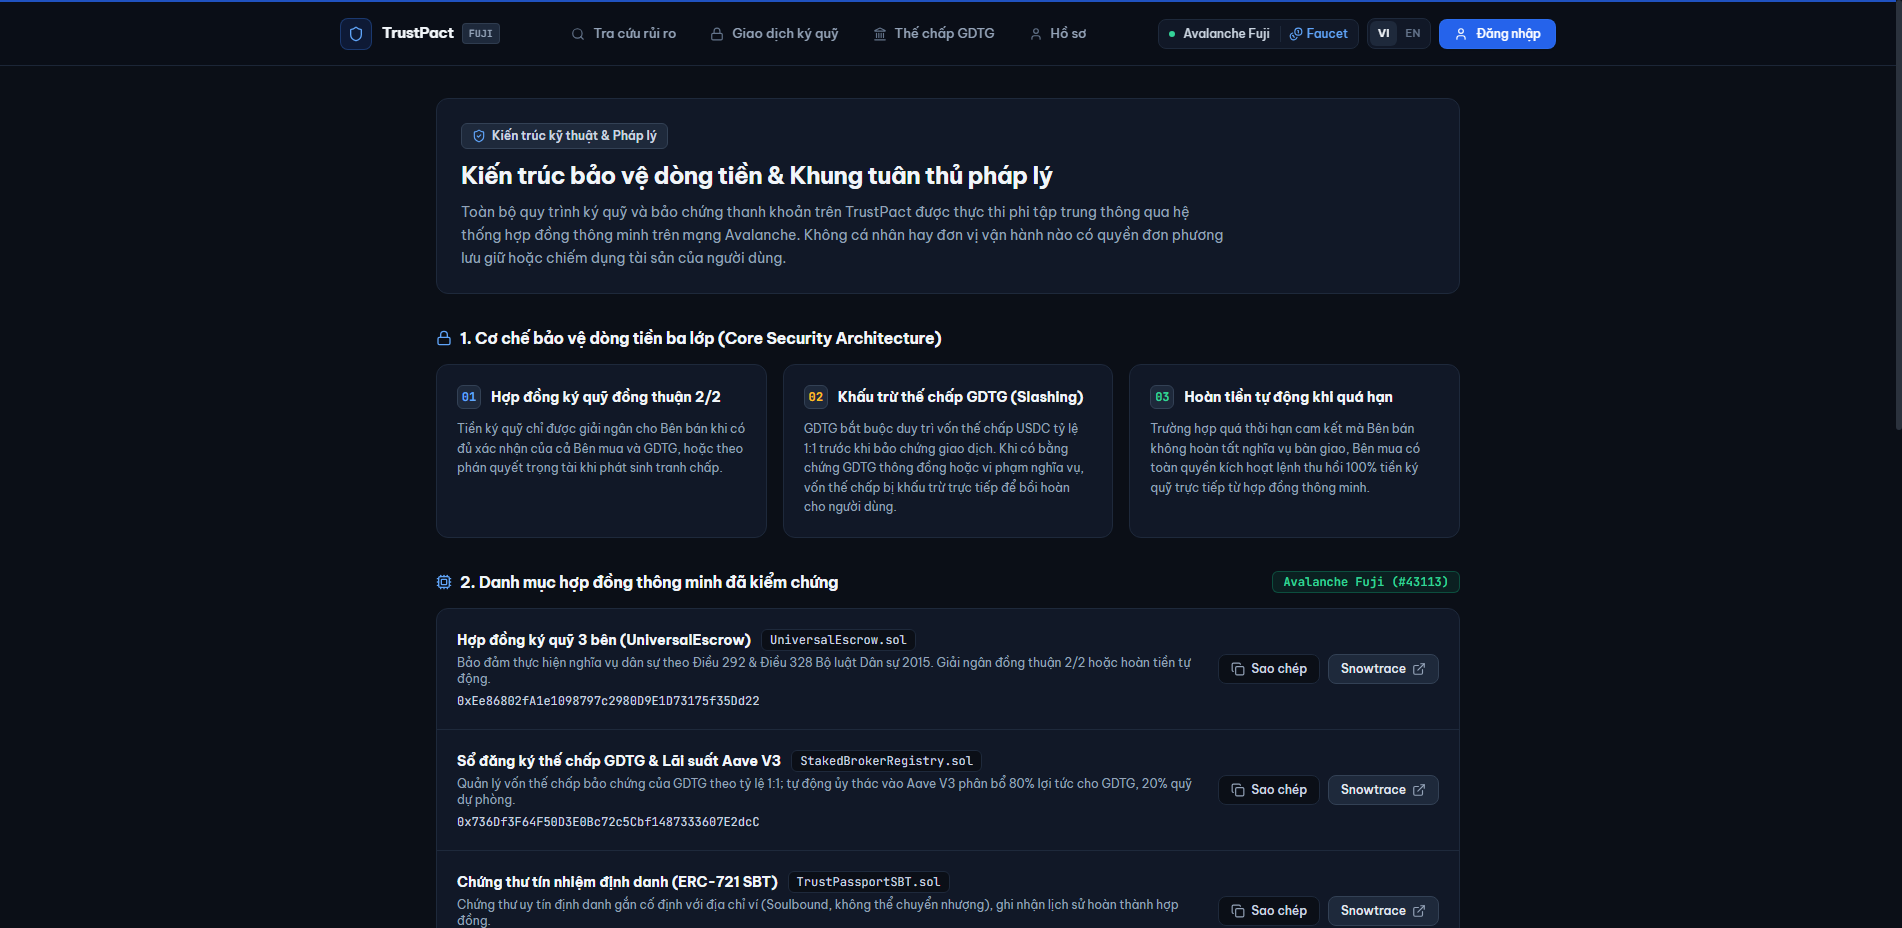 TrustPact FUJI
Tra cứu rủi ro
Giao dịch ký quỹ
Thế chấp GDTG
Hồ sơ
Avalanche Fuji
Faucet
VI EN
Đăng nhập
Kiến trúc kỹ thuật & Pháp lý
Kiến trúc bảo vệ dòng tiền & Khung tuân thủ pháp lý
Toàn bộ quy trình ký quỹ và bảo chứng thanh khoản trên TrustPact được thực thi phi tập trung thông qua hệ
thống hợp đồng thông minh trên mạng Avalanche. Không cá nhân hay đơn vị vận hành nào có quyền đơn phương
lưu giữ hoặc chiếm dụng tài sản của người dùng.
1. Cơ chế bảo vệ dòng tiền ba lớp (Core Security Architecture)
01 Hợp đồng ký quỹ đồng thuận 2/2
Tiền ký quỹ chỉ được giải ngân cho Bên bán khi có
đủ xác nhận của cả Bên mua và GDTG, hoặc theo
phán quyết trọng tài khi phát sinh tranh chấp.
02 Khấu trừ thế chấp GDTG (Slashing)
GDTG bắt buộc duy trì vốn thế chấp USDC tỷ lệ
1:1 trước khi bảo chứng giao dịch. Khi có bằng
chứng GDTG thông đồng hoặc vi phạm nghĩa vụ,
vốn thế chấp bị khấu trừ trực tiếp để bồi hoàn
cho người dùng.
03 Hoàn tiền tự động khi quá hạn
Trường hợp quá thời hạn cam kết mà Bên bán
không hoàn tất nghĩa vụ bàn giao, Bên mua có
toàn quyền kích hoạt lệnh thu hồi 100% tiền ký
quỹ trực tiếp từ hợp đồng thông minh.
2. Danh mục hợp đồng thông minh đã kiểm chứng
Avalanche Fuji (#43113)
Hợp đồng ký quỹ 3 bên (UniversalEscrow) UniversalEscrow.sol
Bảo đảm thực hiện nghĩa vụ dân sự theo Điều 292 & Điều 328 Bộ luật Dân sự 2015. Giải ngân đồng thuận 2/2 hoặc hoàn tiền tự
động.
0xEe86802fA1e1098797c2980D9E1D73175f35Dd22
Sao chép
Snowtrace
Sổ đăng ký thế chấp GDTG & Lãi suất Aave V3 StakedBrokerRegistry.sol
Quản lý vốn thế chấp bảo chứng của GDTG theo tỷ lệ 1:1; tự động ủy thác vào Aave V3 phân bổ 80% lợi tức cho GDTG, 20% quỹ
dự phòng.
0x736Df3F64F50D3E0Bc72c5Cbf1487333607E2dcC
Sao chép
Snowtrace
Chứng thư tín nhiệm định danh (ERC-721 SBT) TrustPassportSBT.sol
Chứng thư uy tín định danh gắn cố định với địa chỉ ví (Soulbound, không thể chuyển nhượng), ghi nhận lịch sử hoàn thành hợp
đồng.
Sao chép
Snowtrace